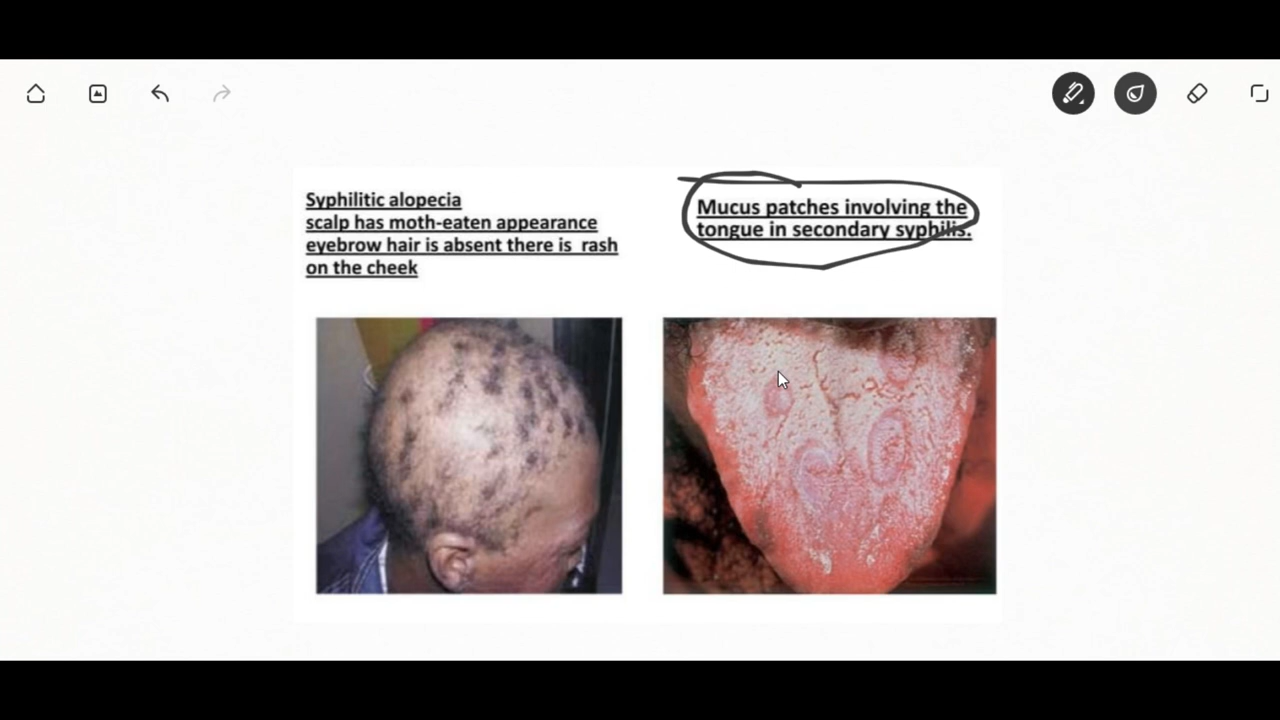 Syphilitic alopecia
scalp has moth-eaten appearance
eyebrow hair is absent there is rash
on the cheek
Mucus patches involving the
tongue in secondary syphilis.